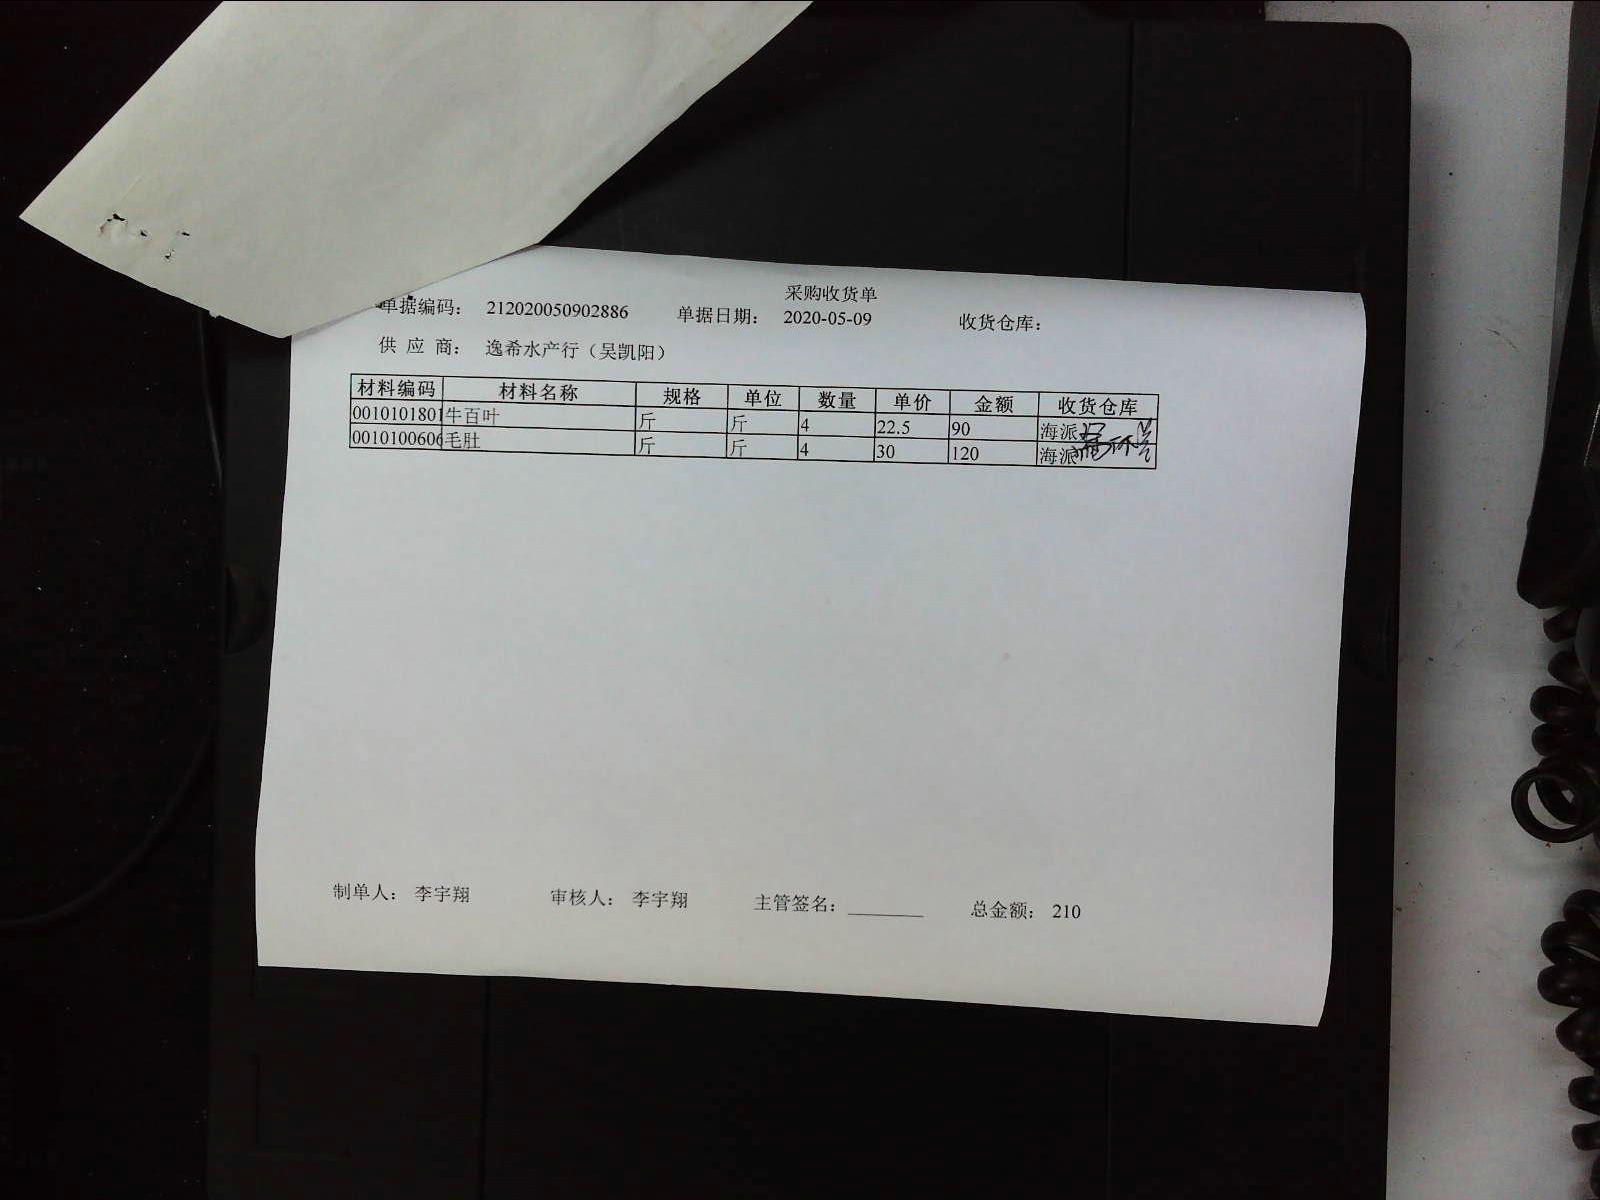 采购收货单
单据编码： 212020050902886 单据日期： 2020-05-09 收货仓库：
供 应 商： 逸希水产行（吴凯阳）
材料编码 材料名称 规格 单位 数量 单价 金额 收货仓库
0010101801 牛百叶 斤 斤 4 22.5 90 海派
0010100606 毛肚 斤 斤 4 30 120 海派
制单人： 李宇翔 审核人： 李宇翔 主管签名： 总金额： 210